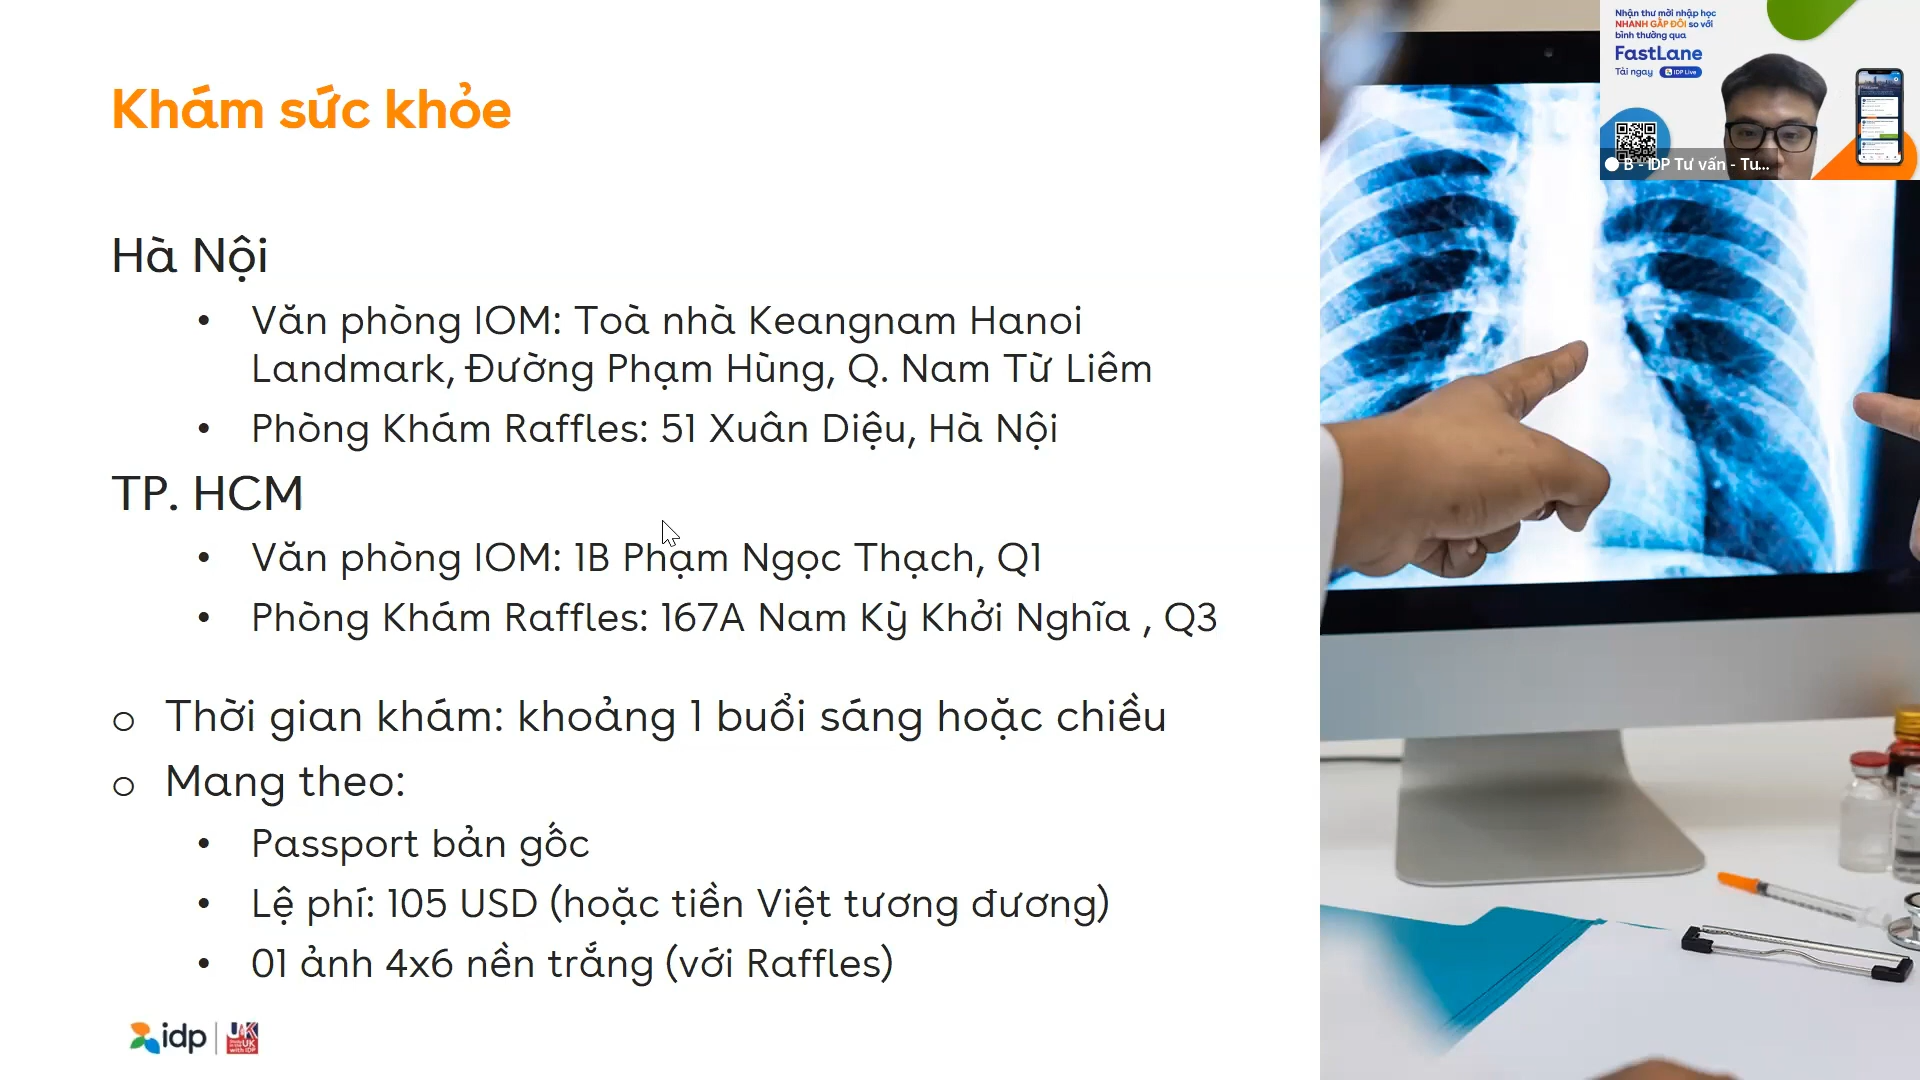 Khám sức khỏe
Hà Nội
• Văn phòng IOM: Toà nhà Keangnam Hanoi
Landmark, Đường Phạm Hùng, Q. Nam Từ Liêm
• Phòng Khám Raffles: 51 Xuân Diệu, Hà Nội
TP. HCM
• Văn phòng IOM: 1B Phạm Ngọc Thạch, Q1
• Phòng Khám Raffles: 167A Nam Kỳ Khởi Nghĩa , Q3
o Thời gian khám: khoảng 1 buổi sáng hoặc chiều
o Mang theo:
• Passport bản gốc
• Lệ phí: 105 USD (hoặc tiền Việt tương đương)
• 01 ảnh 4x6 nền trắng (với Raffles)
idp
UK
with IDP
Nhận thư mời nhập học
NHANH GẤP ĐÔI so với
bình thường qua
FastLane
Tải ngay IDP Live
B - IDP Tư vấn - Tu...